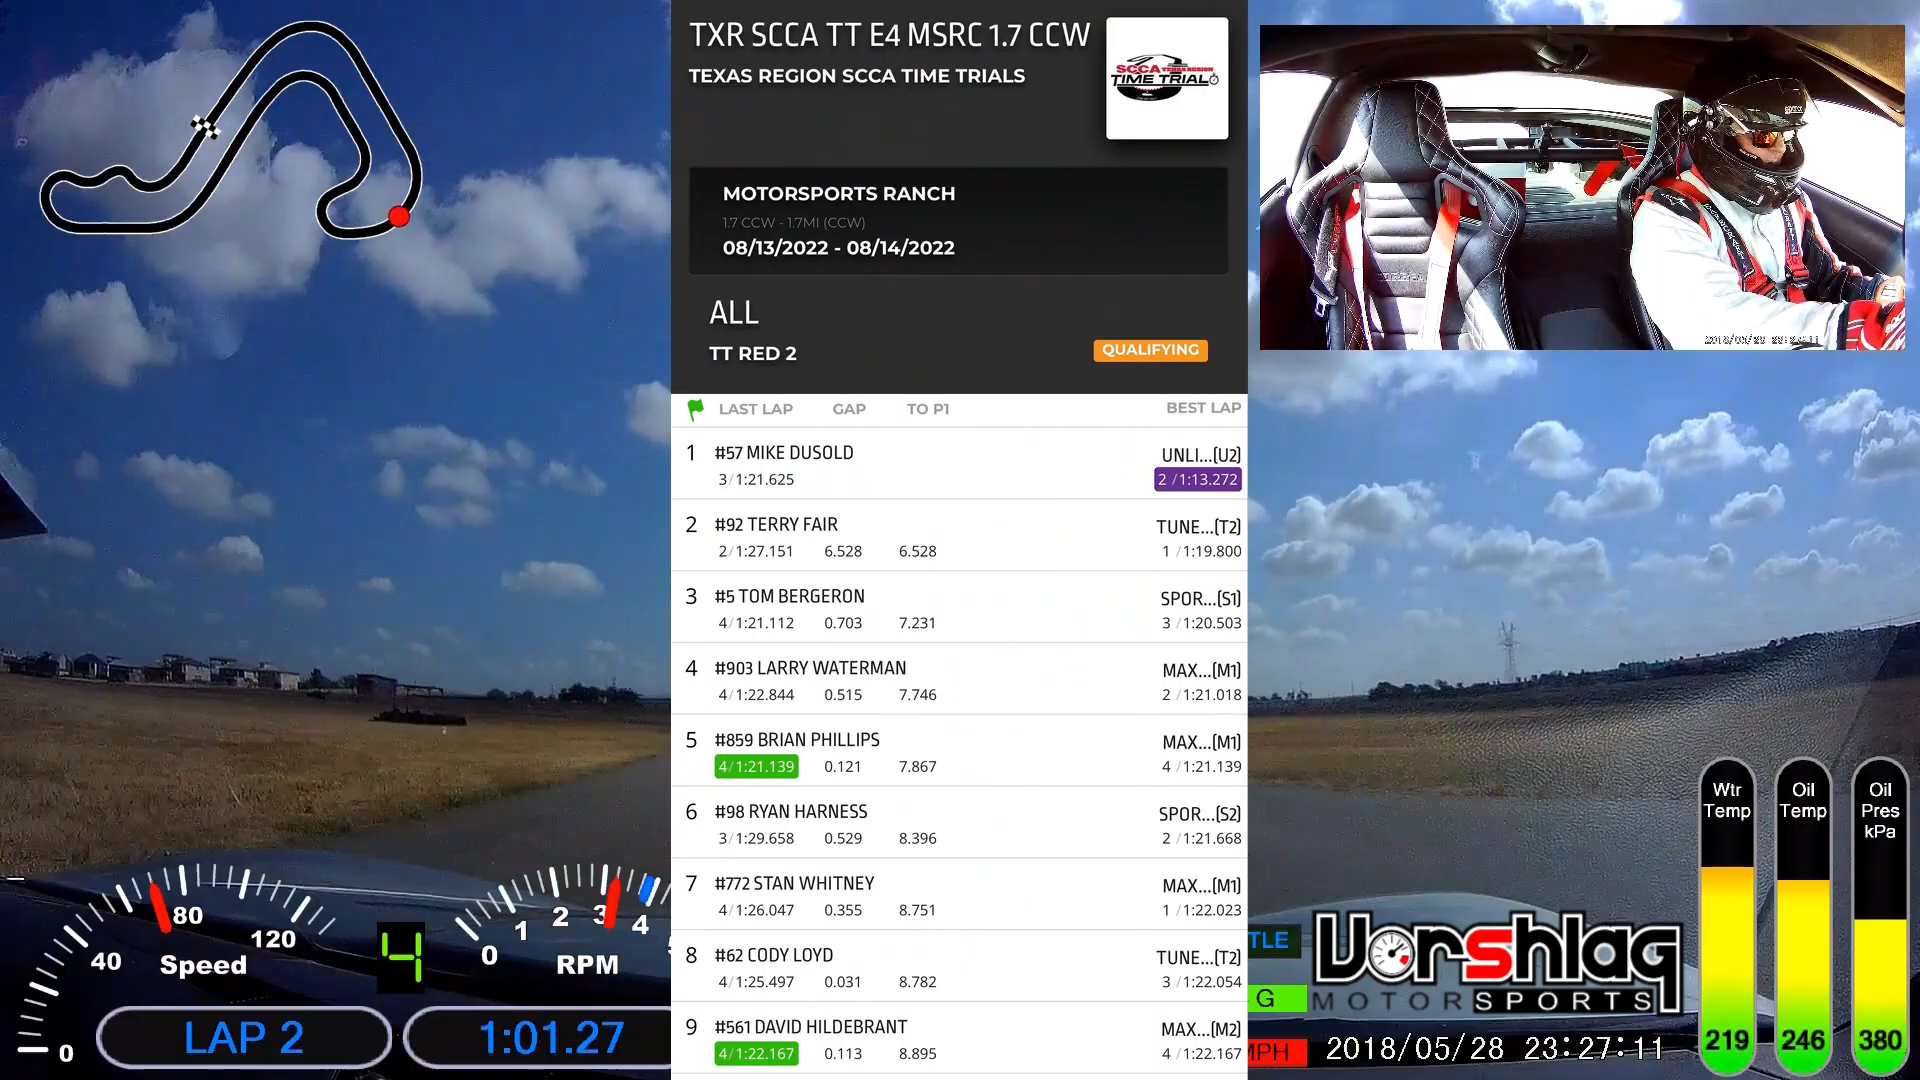 TXR SCCA TT E4 MSRC 1.7 CCW
TEXAS REGION SCCA TIME TRIALS
SCCA TEXAS REGION
TIME TRIAL
MOTORSPORTS RANCH
1.7 CCW - 1.7MI (CCW)
08/13/2022 - 08/14/2022
ALL
TT RED 2
QUALIFYING
LAST LAP GAP TO P1 BEST LAP
1 #57 MIKE DUSOLD UNLI...(U2)
3/1:21.625 2 /1:13.272
2 #92 TERRY FAIR TUNE...(T2)
2/1:27.151 6.528 6.528 1 /1:19.800
3 #5 TOM BERGERON SPOR...(S1)
4/1:21.112 0.703 7.231 3 /1:20.503
4 #903 LARRY WATERMAN MAX...(M1)
4/1:22.844 0.515 7.746 2 /1:21.018
5 #859 BRIAN PHILLIPS MAX...(M1)
4/1:21.139 0.121 7.867 4 /1:21.139
6 #98 RYAN HARNESS SPOR...(S2)
3/1:29.658 0.529 8.396 2 /1:21.668
7 #772 STAN WHITNEY MAX...(M1)
4/1:26.047 0.355 8.751 1 /1:22.023
8 #62 CODY LOYD TUNE...(T2)
4/1:25.497 0.031 8.782 3 /1:22.054
9 #561 DAVID HILDEBRANT MAX...(M2)
4/1:22.167 0.113 8.895 4 /1:22.167
0 40 80 120
Speed
4
0 1 2 3 4
RPM
LAP 2
1:01.27
2018/05/28 23:27:11
TLE
G
MPH
Vorshlag
MOTORSPORTS
2018/05/28 23:27:11
Wtr
Temp
219
Oil
Temp
246
Oil
Pres
kPa
380